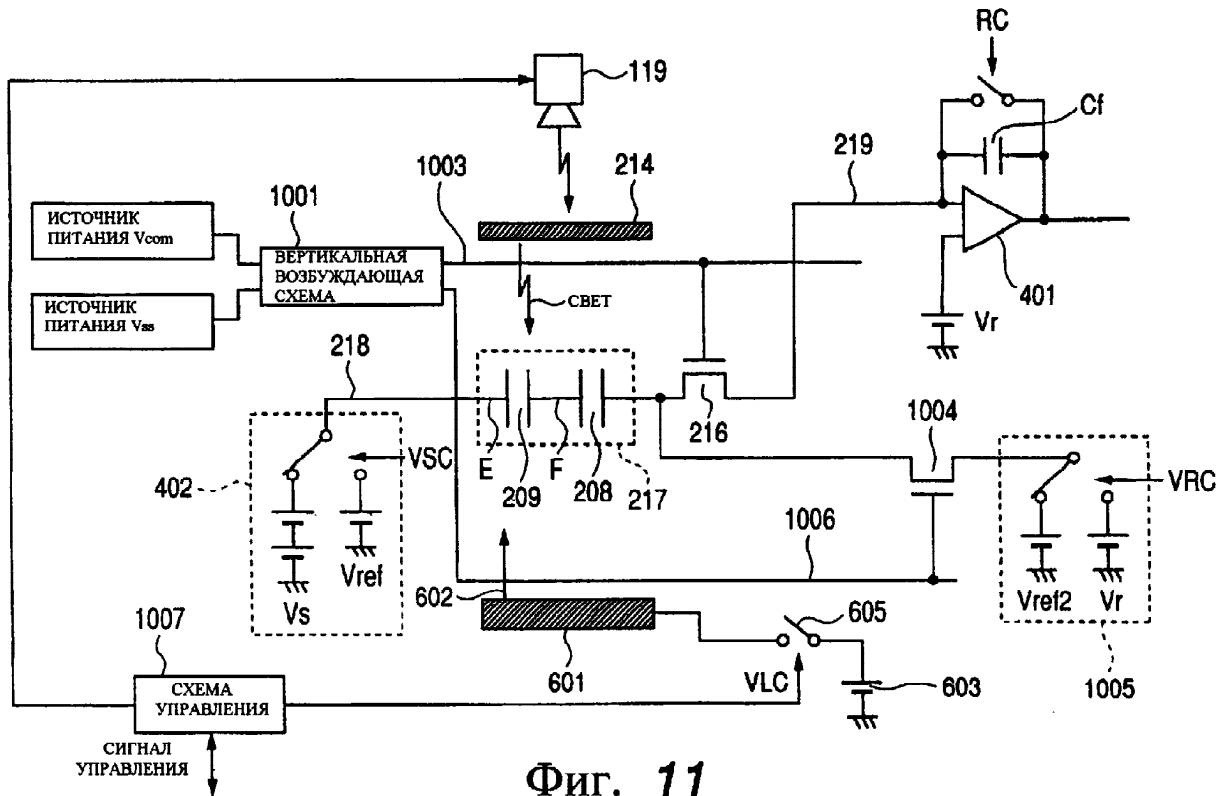 RC
119
Cf
219
1003
214
1001
ИСТОЧНИК
ПИТАНИЯ Vcom
ВЕРТИКАЛЬНАЯ
ВОЗБУЖДАЮЩАЯ
СХЕМА
ИСТОЧНИК
ПИТАНИЯ Vss
СВЕТ
401
Vr
218
216
1004
E
F
209
208
217
VSC
402
VRC
Vref
Vs
1006
602
Vref2
Vr
1007
605
601
VLC
603
1005
СХЕМА
УПРАВЛЕНИЯ
СИГНАЛ
УПРАВЛЕНИЯ
Фиг. 11